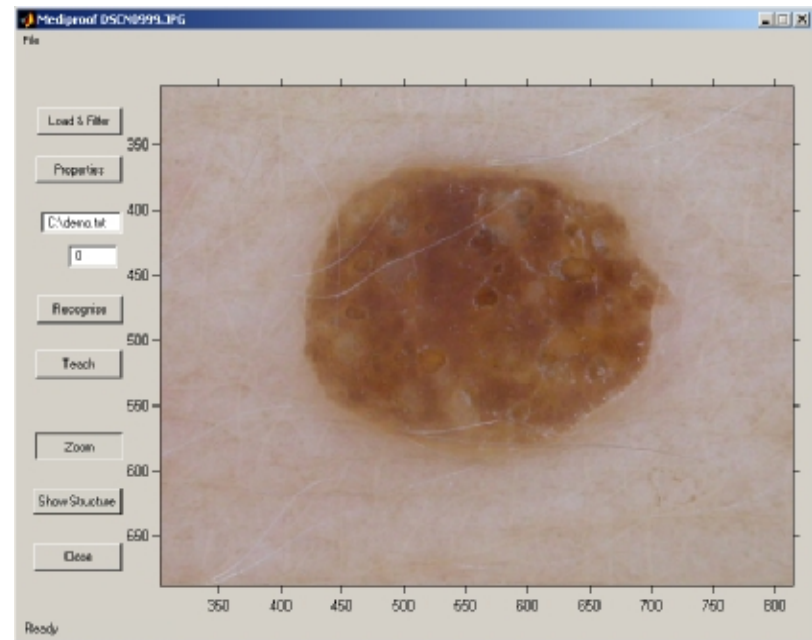 Mediproof DSCN0999.JPG
File
Load & Filter
Properties
C:\demo.txt
0
Recognise
Teach
Zoom
Show Structure
Close
350
400
450
500
550
600
650
350 400 450 500 550 600 650 700 750 800
Ready